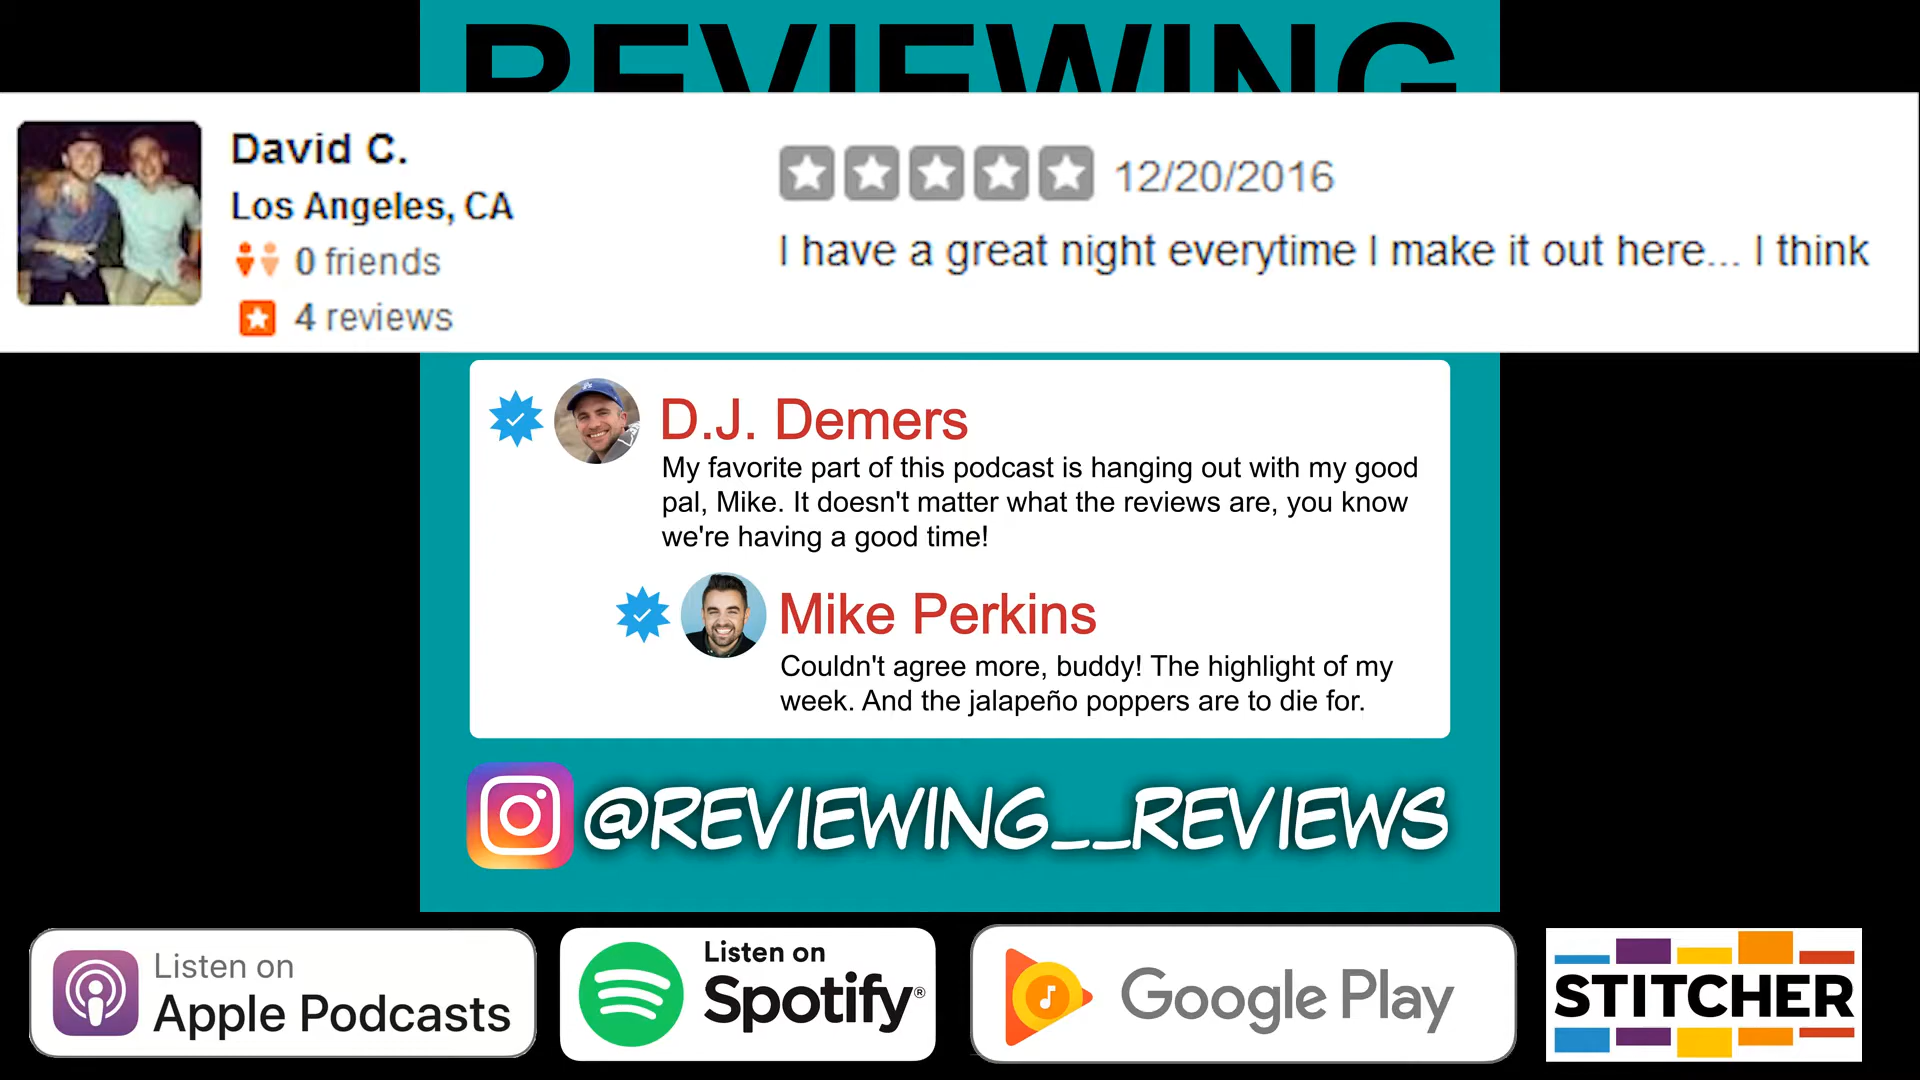 REVIEWING
David C.
Los Angeles, CA
0 friends
4 reviews
12/20/2016
I have a great night everytime I make it out here... I think
D.J. Demers
My favorite part of this podcast is hanging out with my good
pal, Mike. It doesn't matter what the reviews are, you know
we're having a good time!
Mike Perkins
Couldn't agree more, buddy! The highlight of my
week. And the jalapeño poppers are to die for.
@REVIEWING__REVIEWS
Listen on
Apple Podcasts
Listen on
Spotify®
Google Play
STITCHER